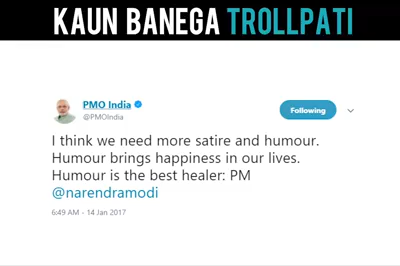 KAUN BANEGA TROLLPATI
PMO India
@PMOIndia
Following
I think we need more satire and humour.
Humour brings happiness in our lives.
Humour is the best healer: PM
@narendramodi
6:49 AM - 14 Jan 2017